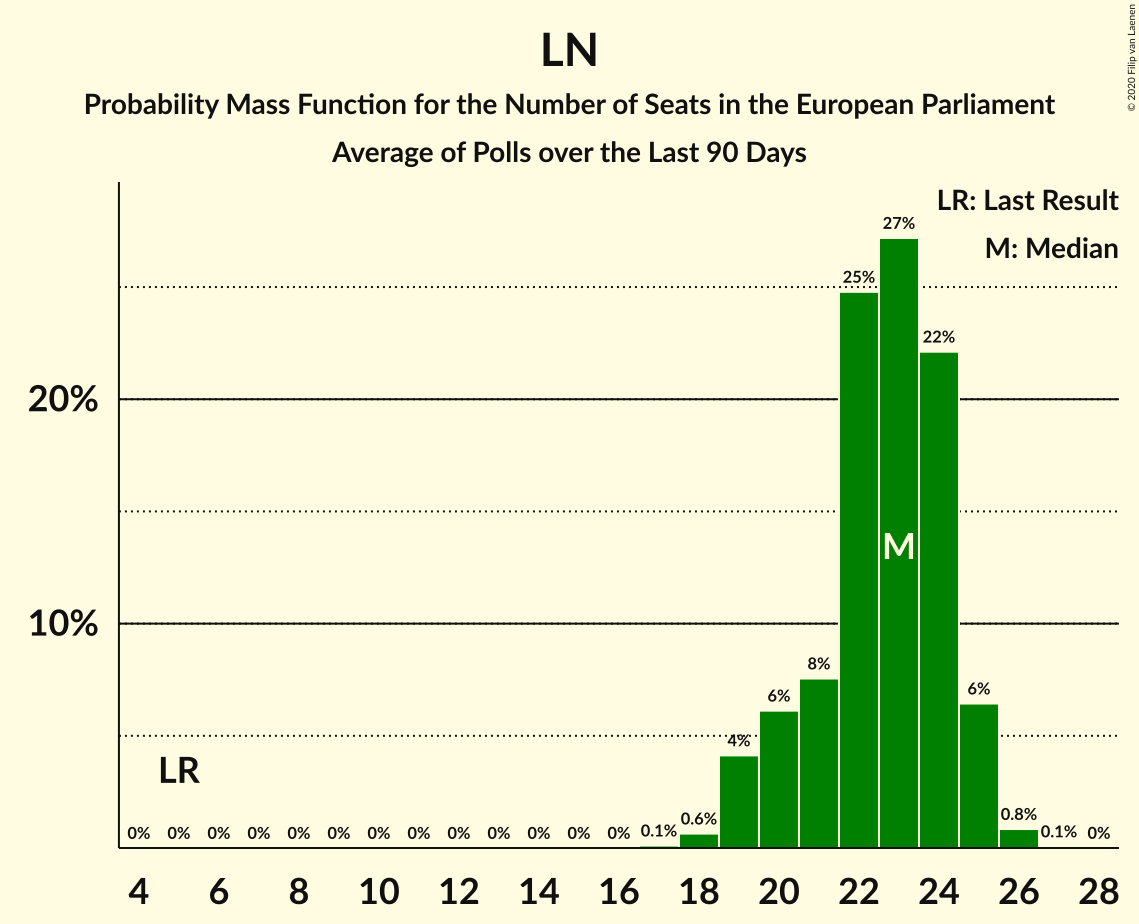 LN
Probability Mass Function for the Number of Seats in the European Parliament
Average of Polls over the Last 90 Days
© 2020 Filip van Laenen
LR: Last Result
M: Median
27%
25%
22%
20%
M
10%
8%
6%
6%
4%
LR
0% 0% 0% 0% 0% 0% 0% 0% 0% 0% 0% 0% 0% 0.1% 0.6% 0.8% 0.1% 0%
4 6 8 10 12 14 16 18 20 22 24 26 28